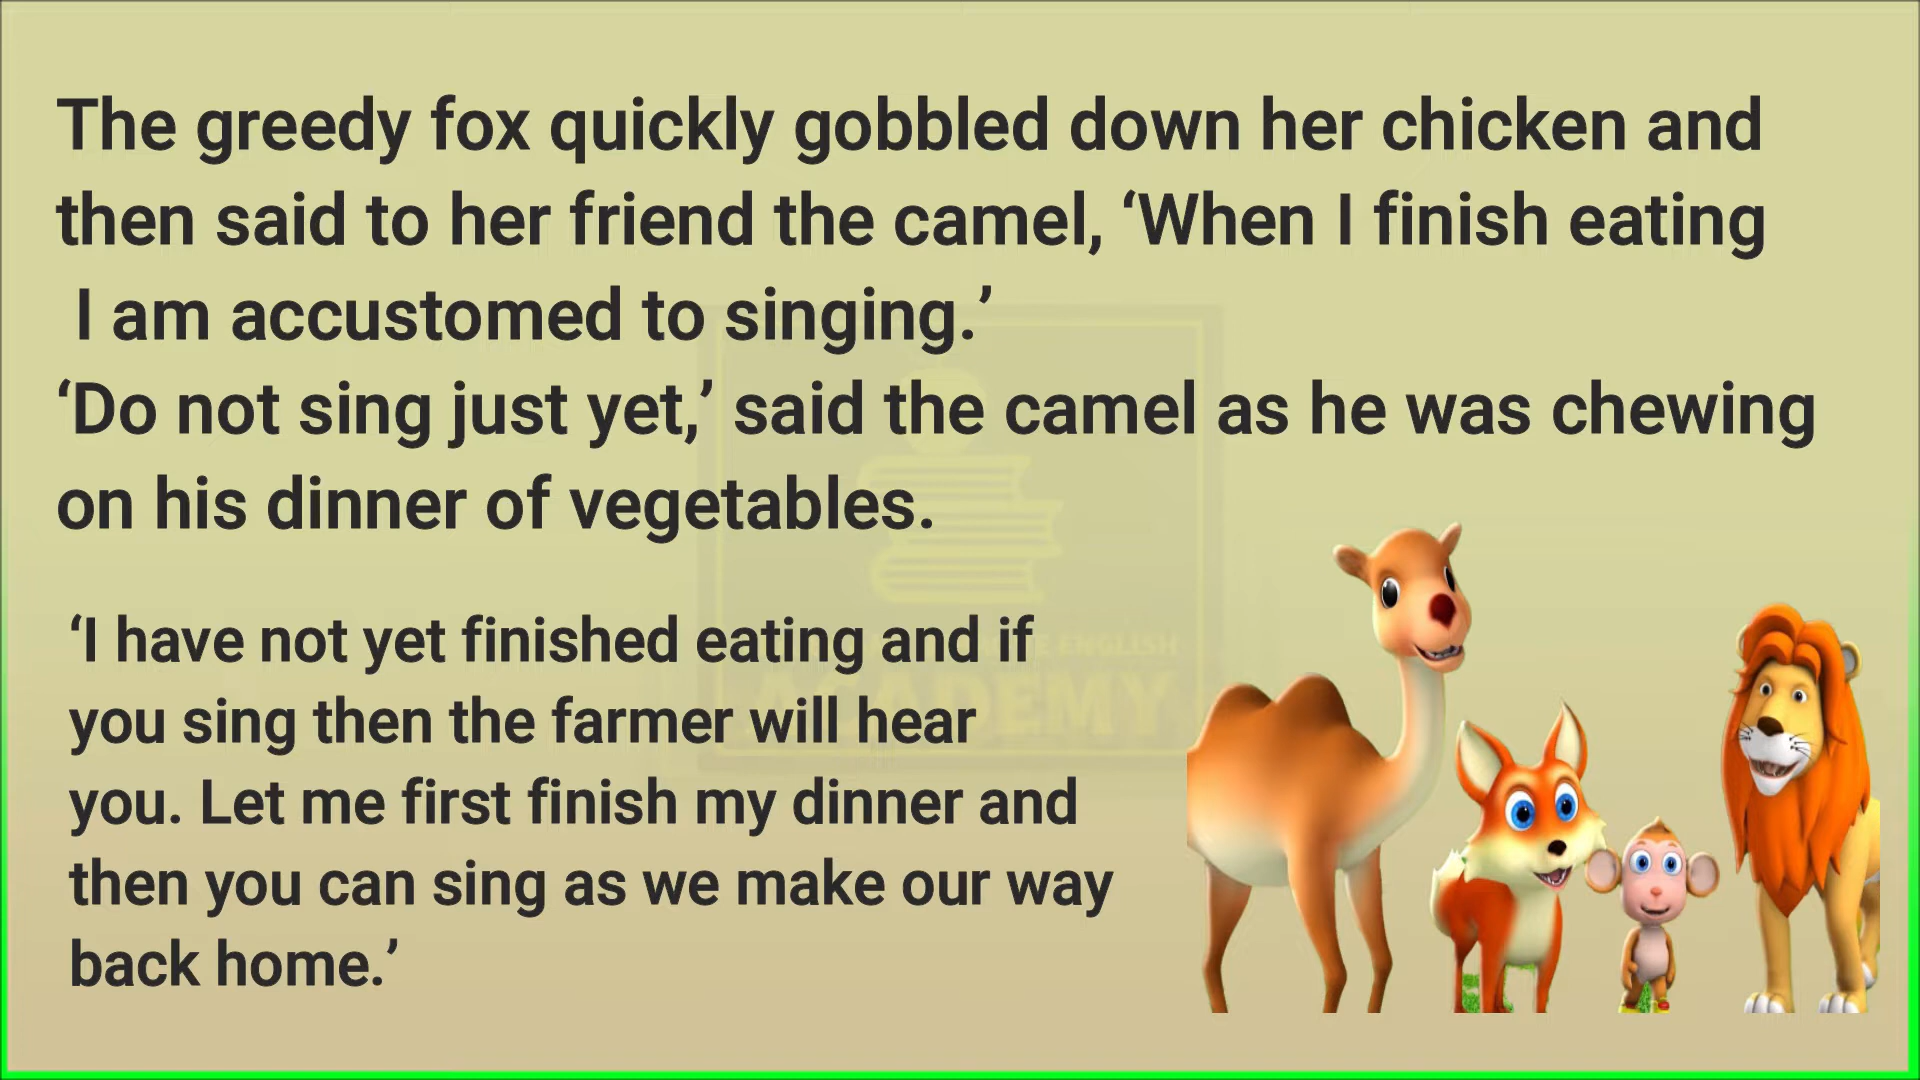 The greedy fox quickly gobbled down her chicken and
then said to her friend the camel, ‘When I finish eating
I am accustomed to singing.’
‘Do not sing just yet,’ said the camel as he was chewing
on his dinner of vegetables.
‘I have not yet finished eating and if
you sing then the farmer will hear
you. Let me first finish my dinner and
then you can sing as we make our way
back home.’
ENGLISH
ACADEMY